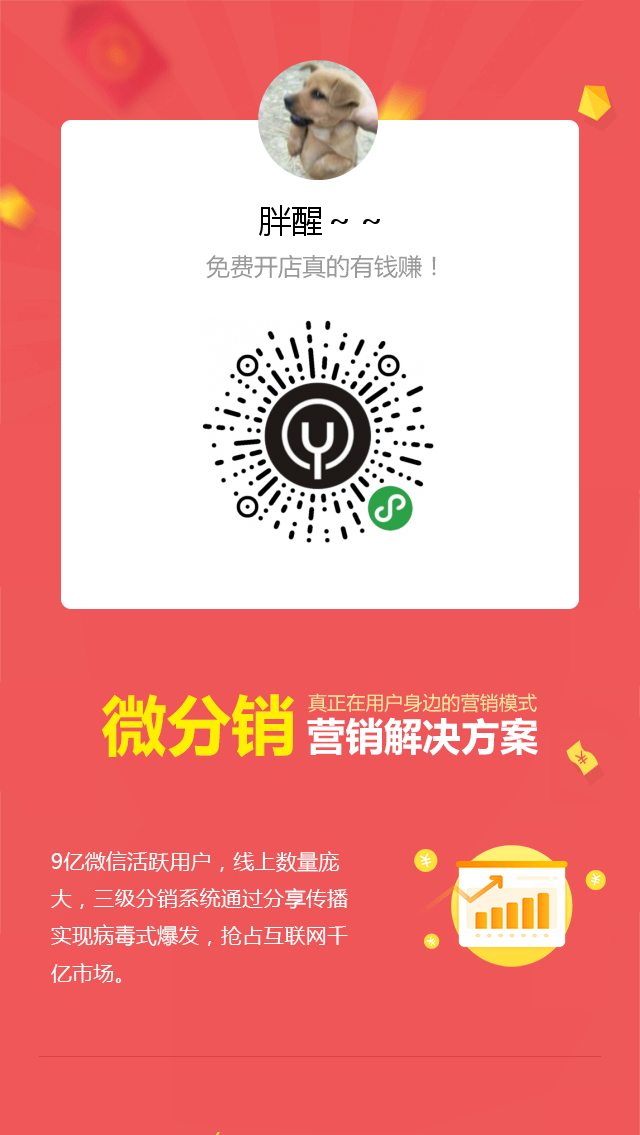 胖醒～～
免费开店真的有钱赚！
微分销
真正在用户身边的营销模式
营销解决方案
9亿微信活跃用户，线上数量庞
大，三级分销系统通过分享传播
实现病毒式爆发，抢占互联网千
亿市场。